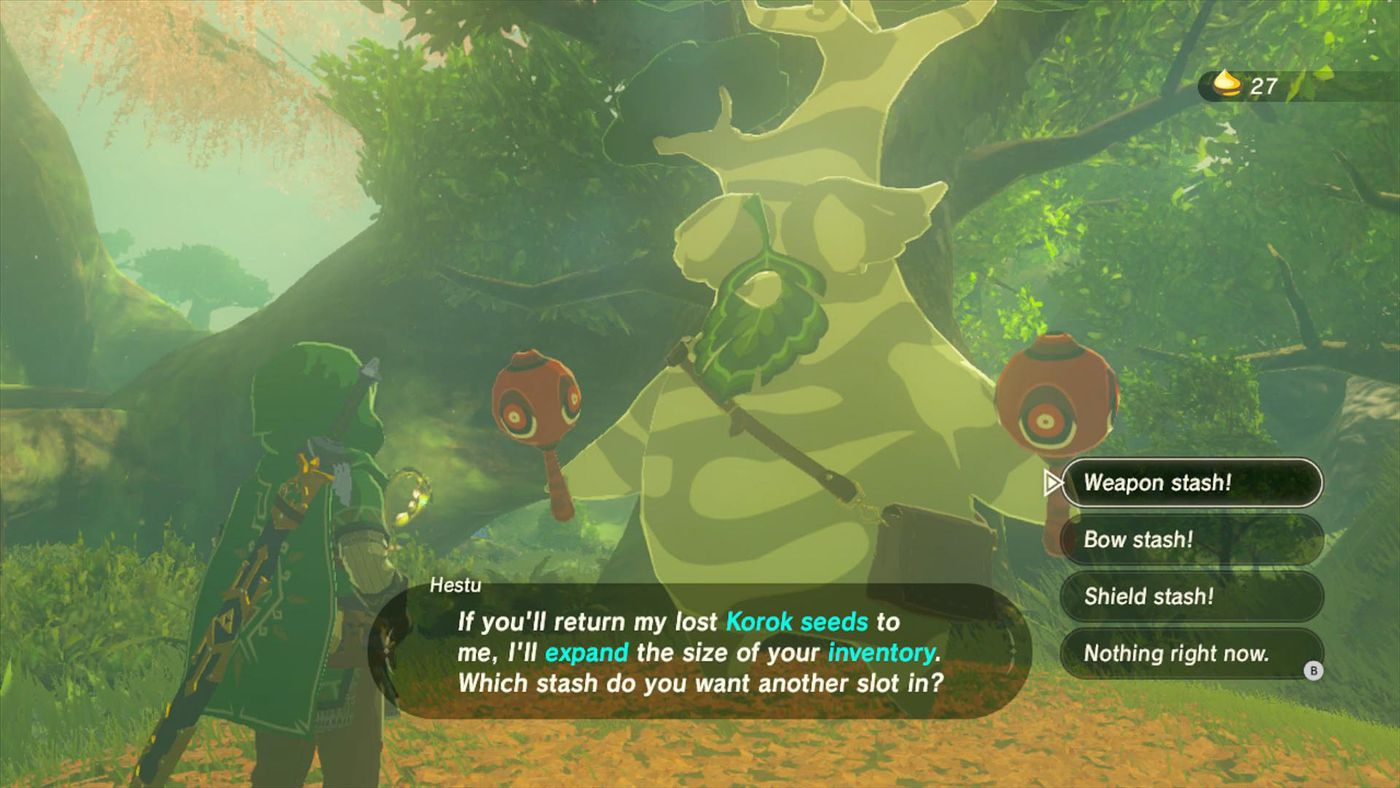 27
Weapon stash!
Bow stash!
Shield stash!
Nothing right now.
B
Hestu
If you'll return my lost Korok seeds to
me, I'll expand the size of your inventory.
Which stash do you want another slot in?